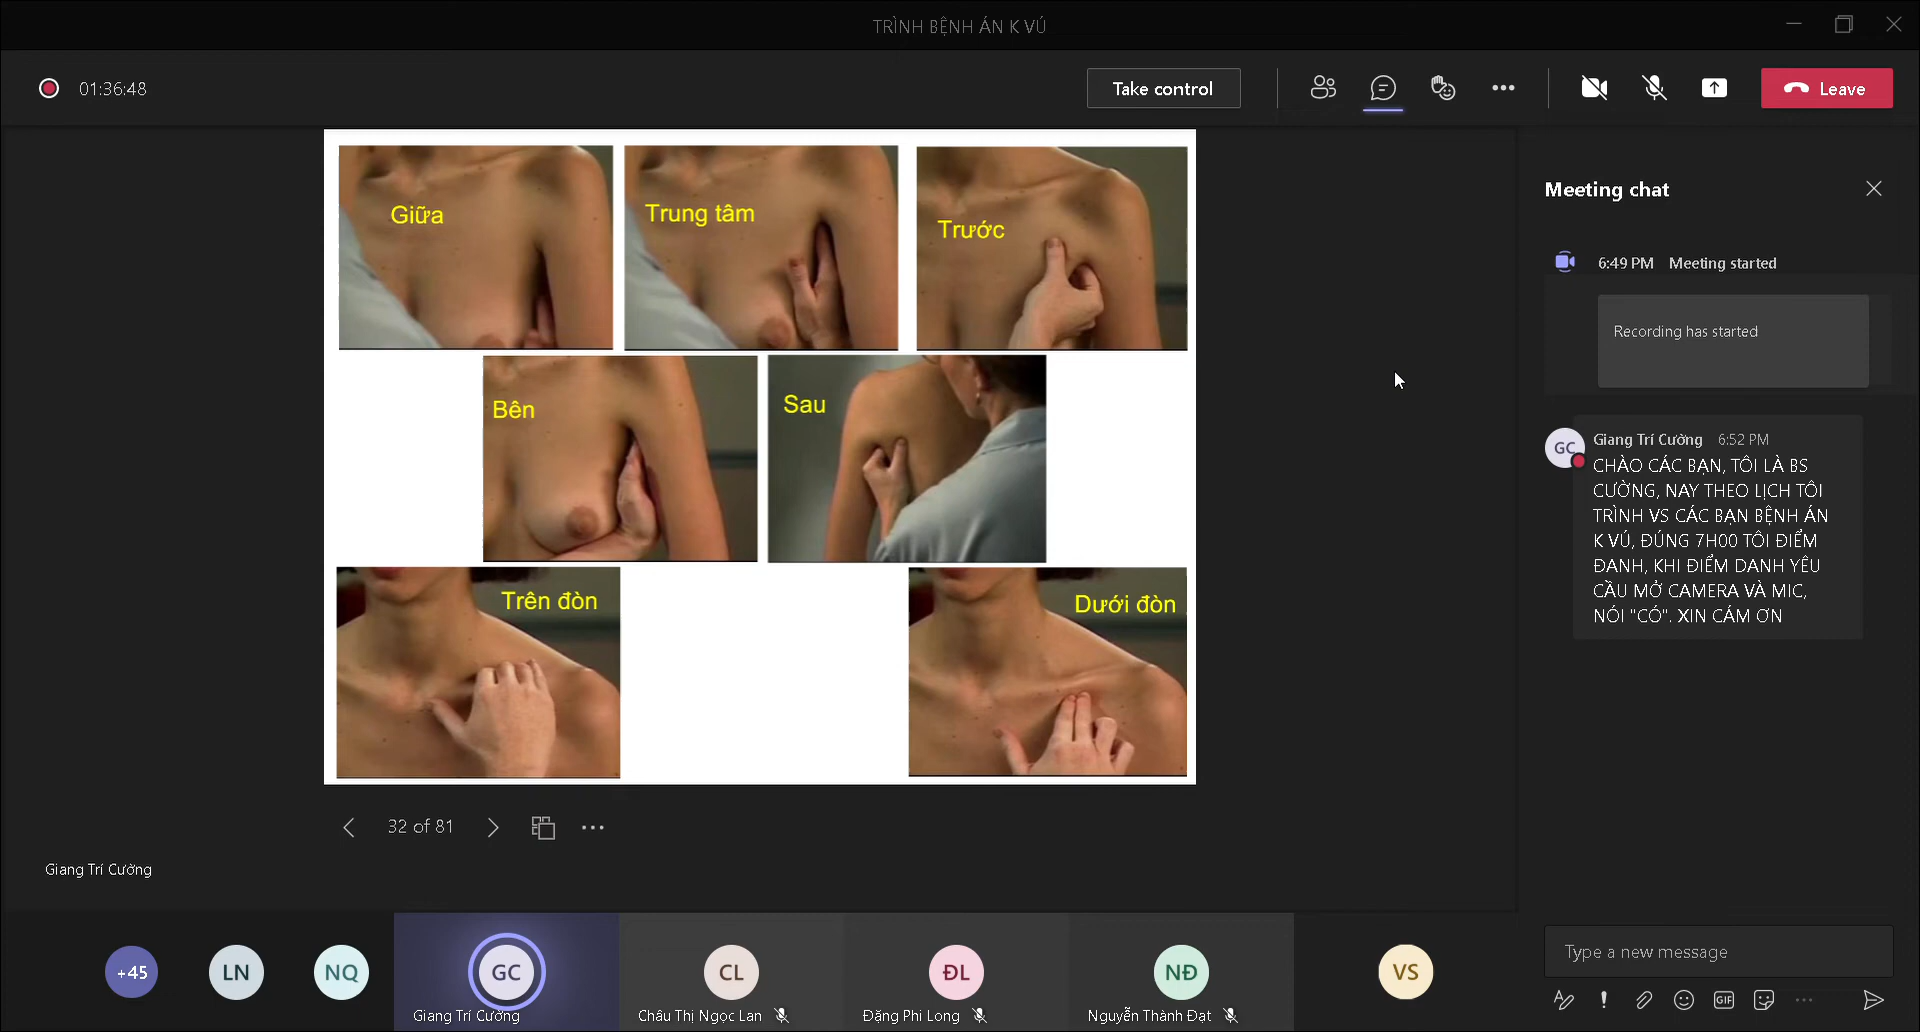 TRÌNH BỆNH ÁN K VÚ
01:36:48
Take control
Leave
Giữa
Trung tâm
Trước
Bên
Sau
Trên đòn
Dưới đòn
32 of 81
Giang Trí Cường
Meeting chat
6:49 PM Meeting started
Recording has started
GC
Giang Trí Cường 6:52 PM
CHÀO CÁC BẠN, TÔI LÀ BS
CƯỜNG, NAY THEO LỊCH TÔI
TRÌNH VS CÁC BẠN BỆNH ÁN
K VÚ, ĐÚNG 7H00 TÔI ĐIỂM
DANH, KHI ĐIỂM DANH YÊU
CẦU MỞ CAMERA VÀ MIC,
NÓI "CÓ". XIN CÁM ƠN
+45
LN
NQ
GC
Giang Trí Cường
CL
Châu Thị Ngọc Lan
ĐL
Đặng Phi Long
NĐ
Nguyễn Thành Đạt
VS
Type a new message
GIF